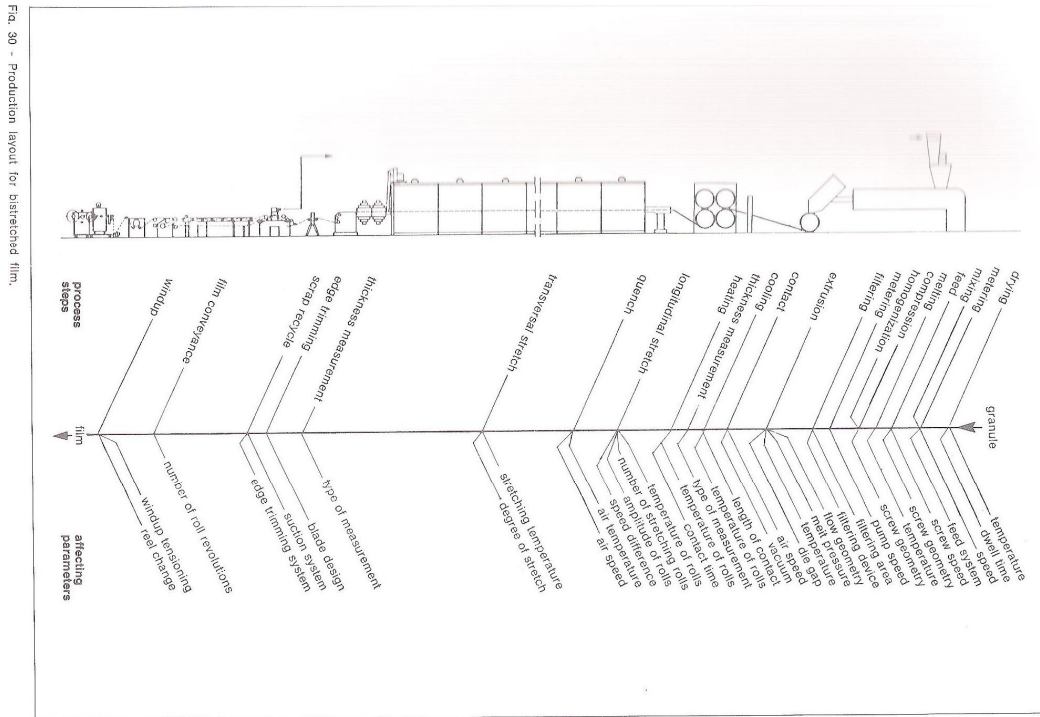 Fig. 30 - Production layout for bistretched film.
process
steps
drying
metering
mixing
feed
melting
compression
homogenization
metering
filtering
extrusion
contact
cooling
thickness measurement
heating
longitudinal stretch
quench
transversal stretch
thickness measurement
edge trimming
scrap recycle
film conveyance
windup
granule
film
affecting
parameters
temperature
dwell time
speed
feed system
screw speed
screw geometry
temperature
screw geometry
pump speed
filtering area
filtering device
flow geometry
melt pressure
temperature
die gap
air speed
vacuum
length of contact
temperature of rolls
type of measurement
temperature of rolls
contact time
temperature of rolls
number of stretching rolls
amplitude of rolls
speed difference
air temperature
air speed
stretching temperature
degree of stretch
type of measurement
blade design
suction system
edge trimming system
number of roll revolutions
windup tensioning
reel change